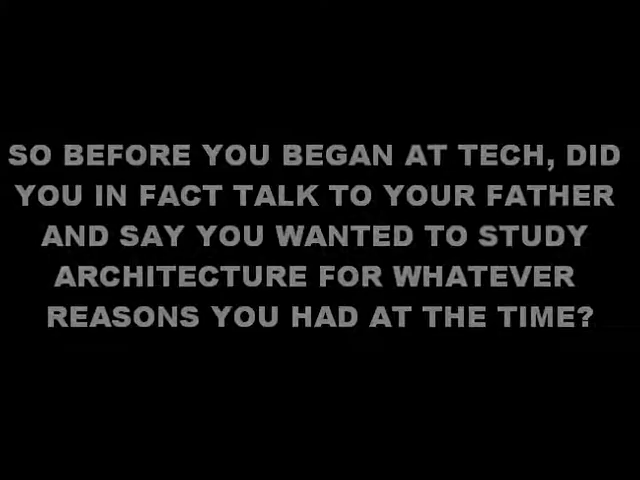 SO BEFORE YOU BEGAN AT TECH, DID
YOU IN FACT TALK TO YOUR FATHER
AND SAY YOU WANTED TO STUDY
ARCHITECTURE FOR WHATEVER
REASONS YOU HAD AT THE TIME?